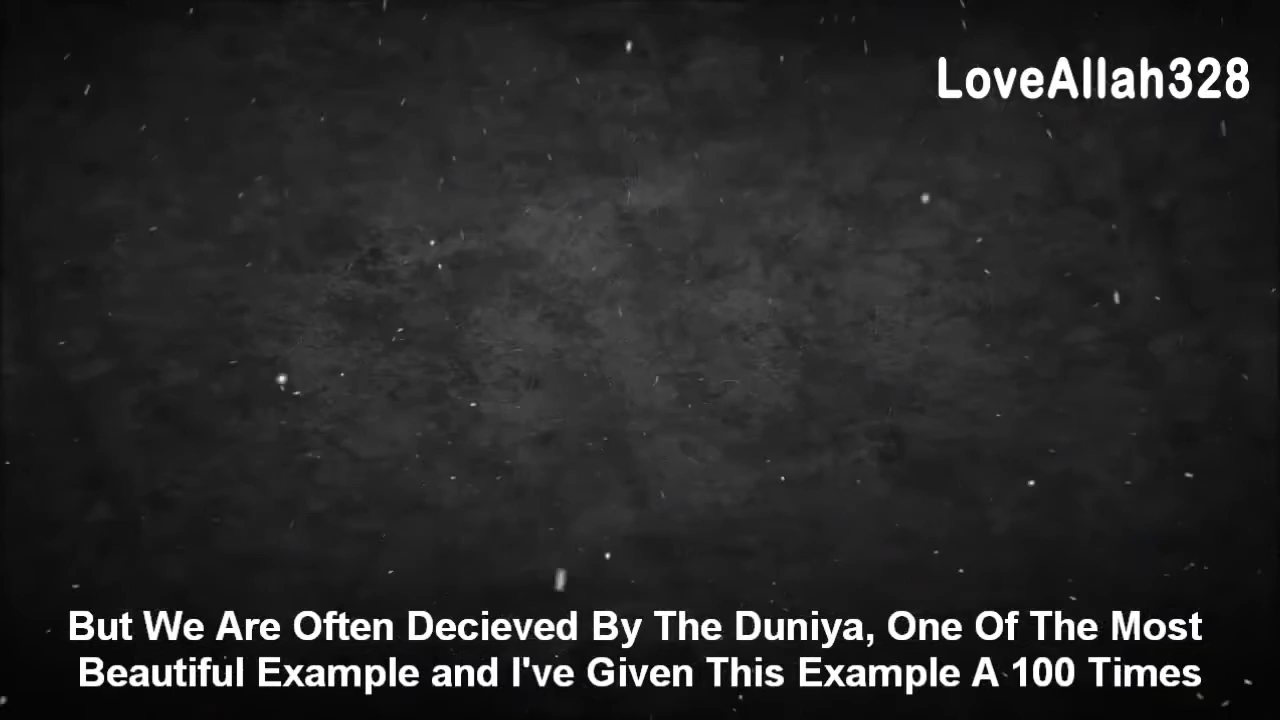 LoveAllah328
But We Are Often Decieved By The Duniya, One Of The Most
Beautiful Example and I've Given This Example A 100 Times